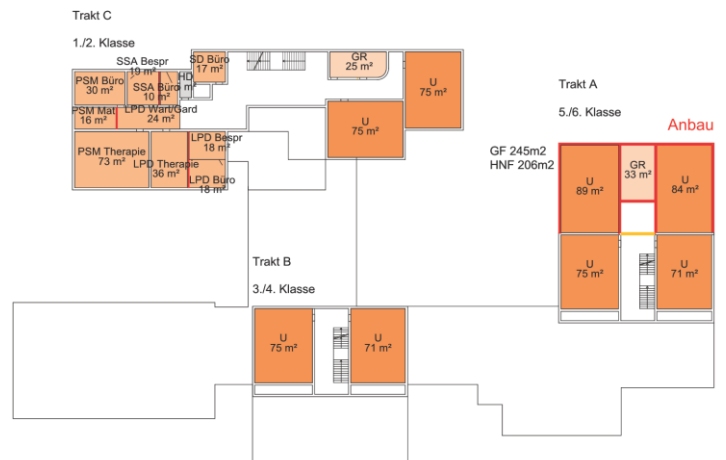 Trakt C
1./2. Klasse
SSA Bespr
19 m²
SD Büro
17 m²
PSM Büro
30 m²
SSA Büro
10 m²
HD
m²
GR
25 m²
U
75 m²
PSM Mat
16 m²
LPD Wart/Gard
24 m²
U
75 m²
PSM Therapie
73 m²
LPD Therapie
36 m²
LPD Bespr
18 m²
LPD Büro
18 m²
Trakt A
5./6. Klasse
Anbau
GF 245m2
HNF 206m2
U
89 m²
GR
33 m²
U
84 m²
U
75 m²
U
71 m²
Trakt B
3./4. Klasse
U
75 m²
U
71 m²